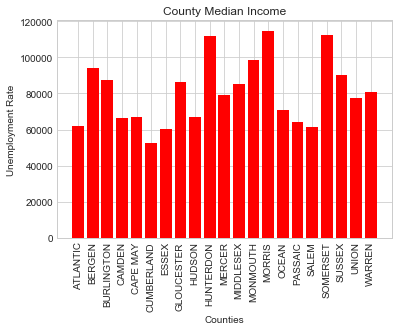 County Median Income
Unemployment Rate
120000
100000
80000
60000
40000
20000
0
ATLANTIC
BERGEN
BURLINGTON
CAMDEN
CAPE MAY
CUMBERLAND
ESSEX
GLOUCESTER
HUDSON
HUNTERDON
MERCER
MIDDLESEX
MONMOUTH
MORRIS
OCEAN
PASSAIC
SALEM
SOMERSET
SUSSEX
UNION
WARREN
Counties